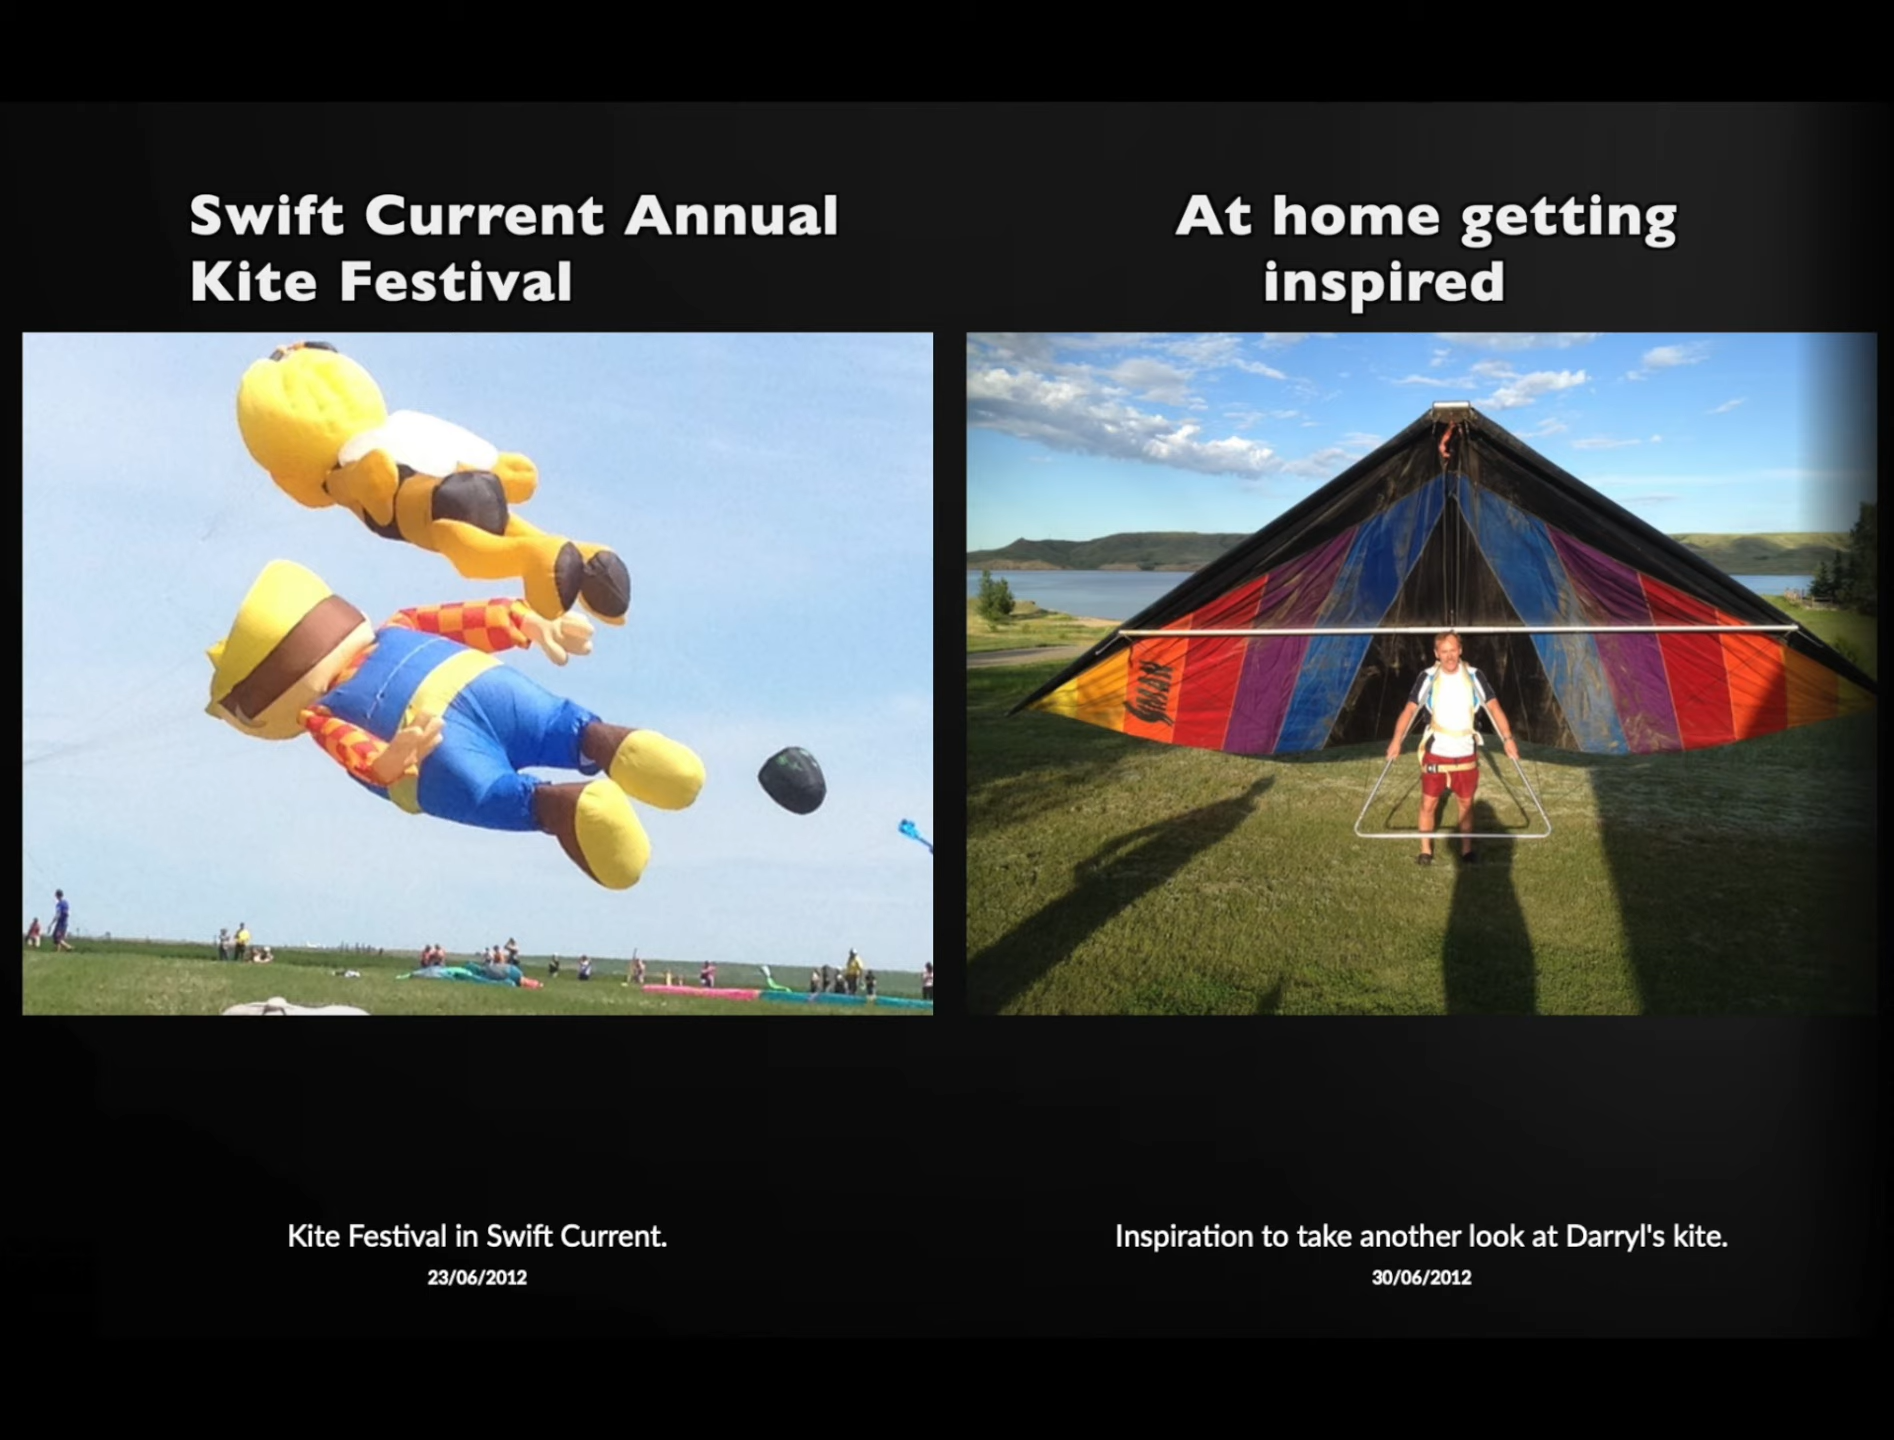 Swift Current Annual
Kite Festival
At home getting
inspired
Kite Festival in Swift Current.
23/06/2012
Inspiration to take another look at Darryl's kite.
30/06/2012